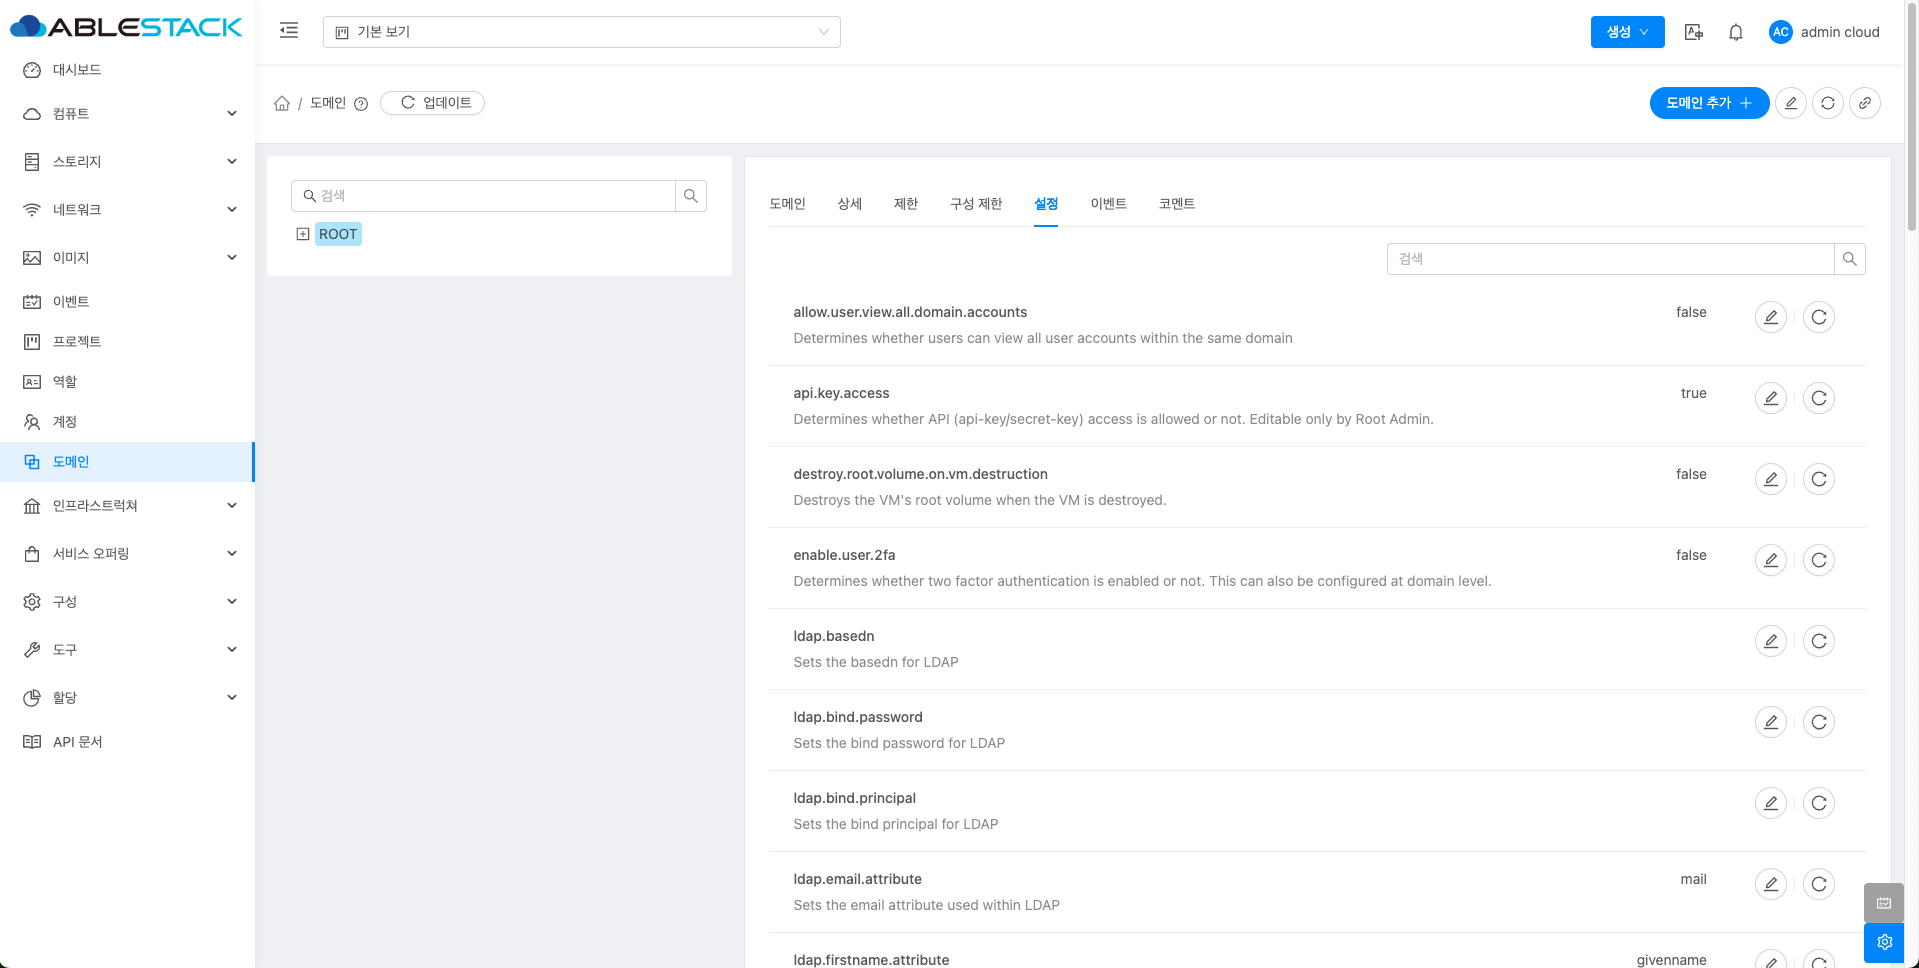 ABLESTACK
기본 보기
생성
AC
admin cloud
대시보드
컴퓨트
스토리지
네트워크
이미지
이벤트
프로젝트
역할
계정
도메인
인프라스트럭쳐
서비스 오퍼링
구성
도구
할당
API 문서
/ 도메인
업데이트
도메인 추가
검색
ROOT
도메인 상세 제한 구성 제한 설정 이벤트 코멘트
검색
allow.user.view.all.domain.accounts false
Determines whether users can view all user accounts within the same domain
api.key.access true
Determines whether API (api-key/secret-key) access is allowed or not. Editable only by Root Admin.
destroy.root.volume.on.vm.destruction false
Destroys the VM's root volume when the VM is destroyed.
enable.user.2fa false
Determines whether two factor authentication is enabled or not. This can also be configured at domain level.
ldap.basedn
Sets the basedn for LDAP
ldap.bind.password
Sets the bind password for LDAP
ldap.bind.principal
Sets the bind principal for LDAP
ldap.email.attribute mail
Sets the email attribute used within LDAP
ldap.firstname.attribute givenname